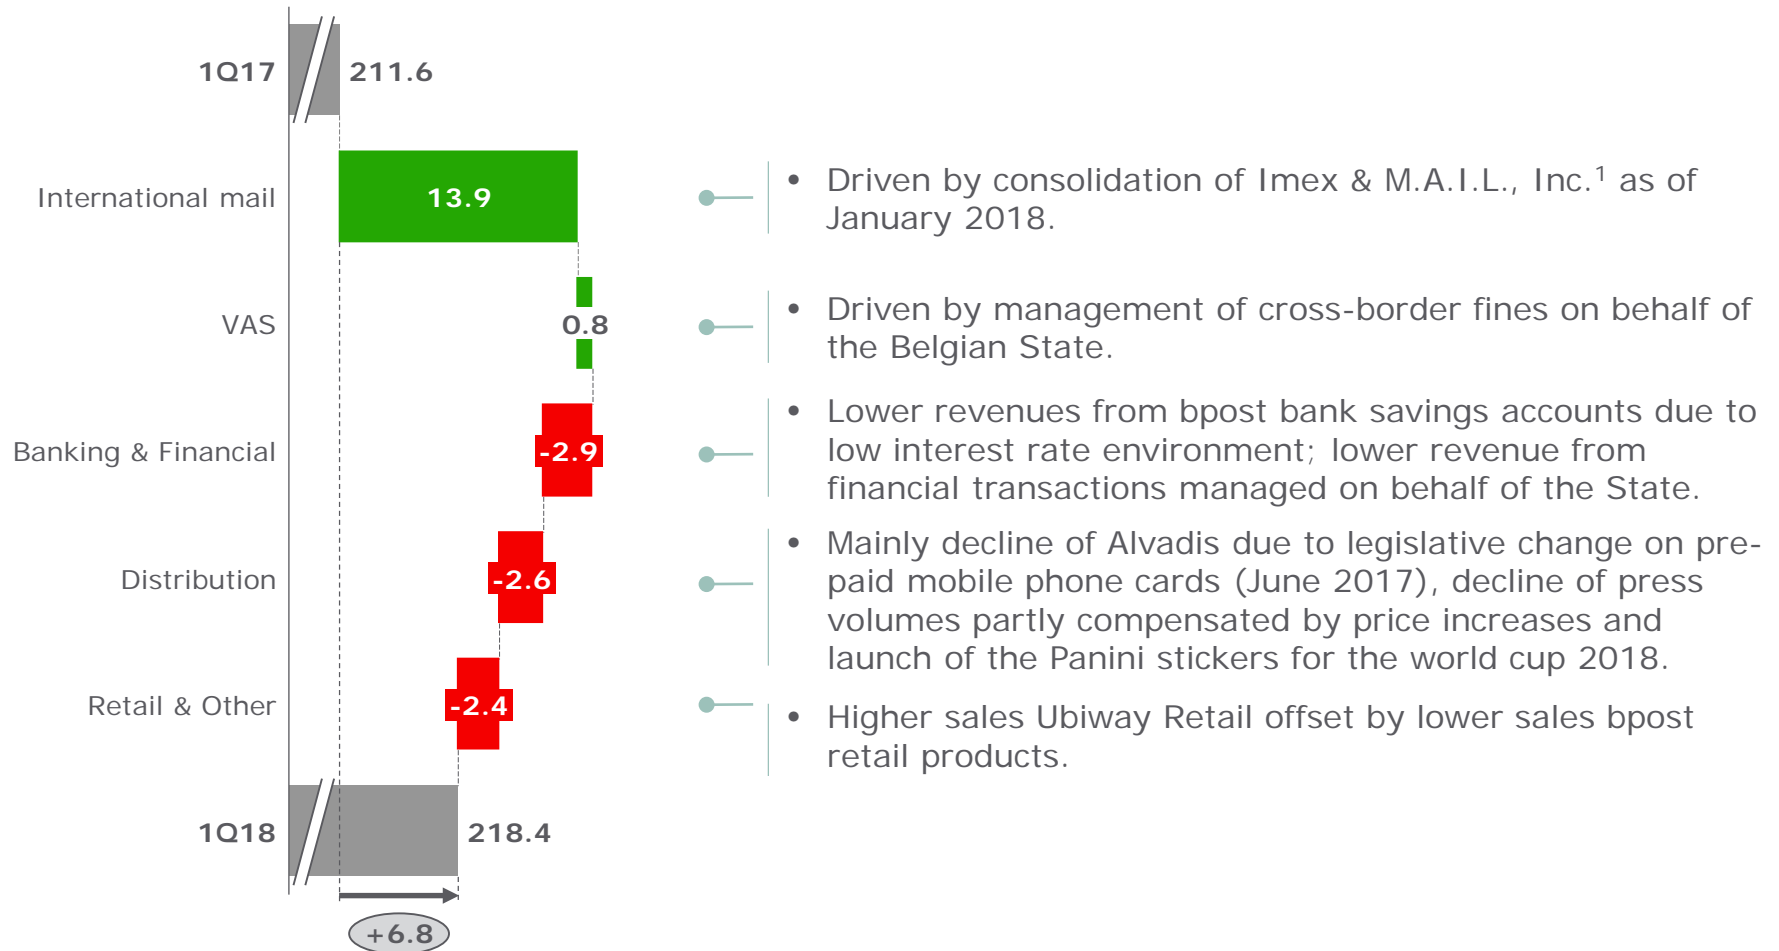 1Q17
211.6
International mail
13.9
• Driven by consolidation of Imex & M.A.I.L., Inc.¹ as of
January 2018.
VAS
0.8
• Driven by management of cross-border fines on behalf of
the Belgian State.
Banking & Financial
-2.9
• Lower revenues from bpost bank savings accounts due to
low interest rate environment; lower revenue from
financial transactions managed on behalf of the State.
Distribution
-2.6
• Mainly decline of Alvadis due to legislative change on pre-
paid mobile phone cards (June 2017), decline of press
volumes partly compensated by price increases and
launch of the Panini stickers for the world cup 2018.
Retail & Other
-2.4
• Higher sales Ubiway Retail offset by lower sales bpost
retail products.
1Q18
218.4
+6.8